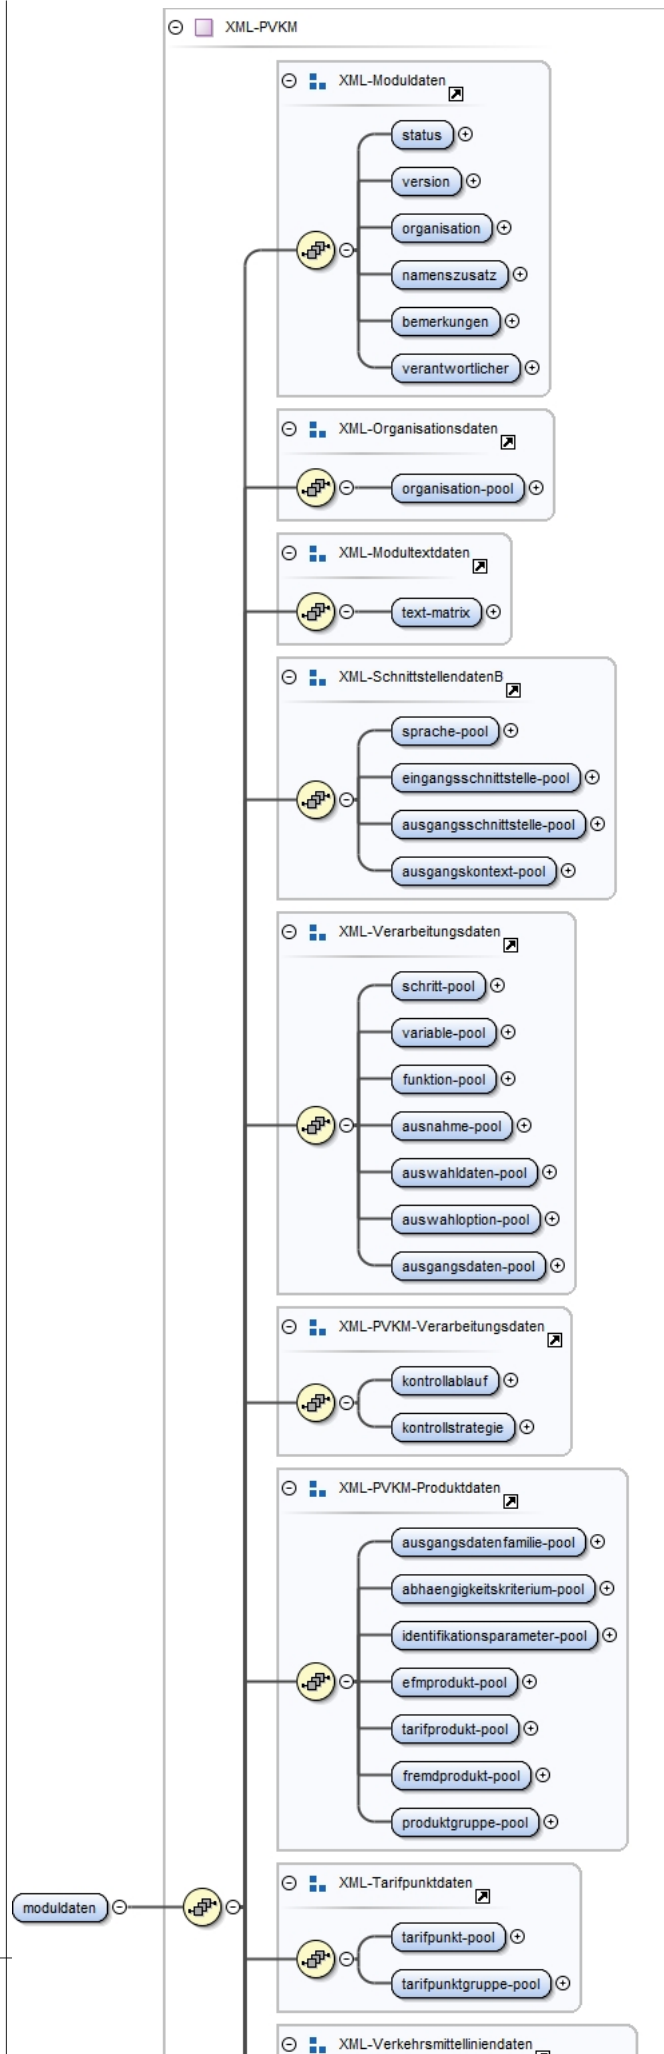 XML-PVKM
XML-Moduldaten
status
version
organisation
namenszusatz
bemerkungen
verantwortlicher
XML-Organisationsdaten
organisation-pool
XML-Modultextdaten
text-matrix
XML-SchnittstellendatenB
sprache-pool
eingangsschnittstelle-pool
ausgangsschnittstelle-pool
ausgangskontext-pool
XML-Verarbeitungsdaten
schritt-pool
variable-pool
funktion-pool
ausnahme-pool
auswahldaten-pool
auswahloption-pool
ausgangsdaten-pool
XML-PVKM-Verarbeitungsdaten
kontrollablauf
kontrollstrategie
XML-PVKM-Produktdaten
ausgangsdatenfamilie-pool
abhaengigkeitskriterium-pool
identifikationsparameter-pool
efmprodukt-pool
tarifprodukt-pool
fremdprodukt-pool
produktgruppe-pool
XML-Tarifpunktdaten
moduldaten
tarifpunkt-pool
tarifpunktgruppe-pool
XML-Verkehrsmittelliniendaten